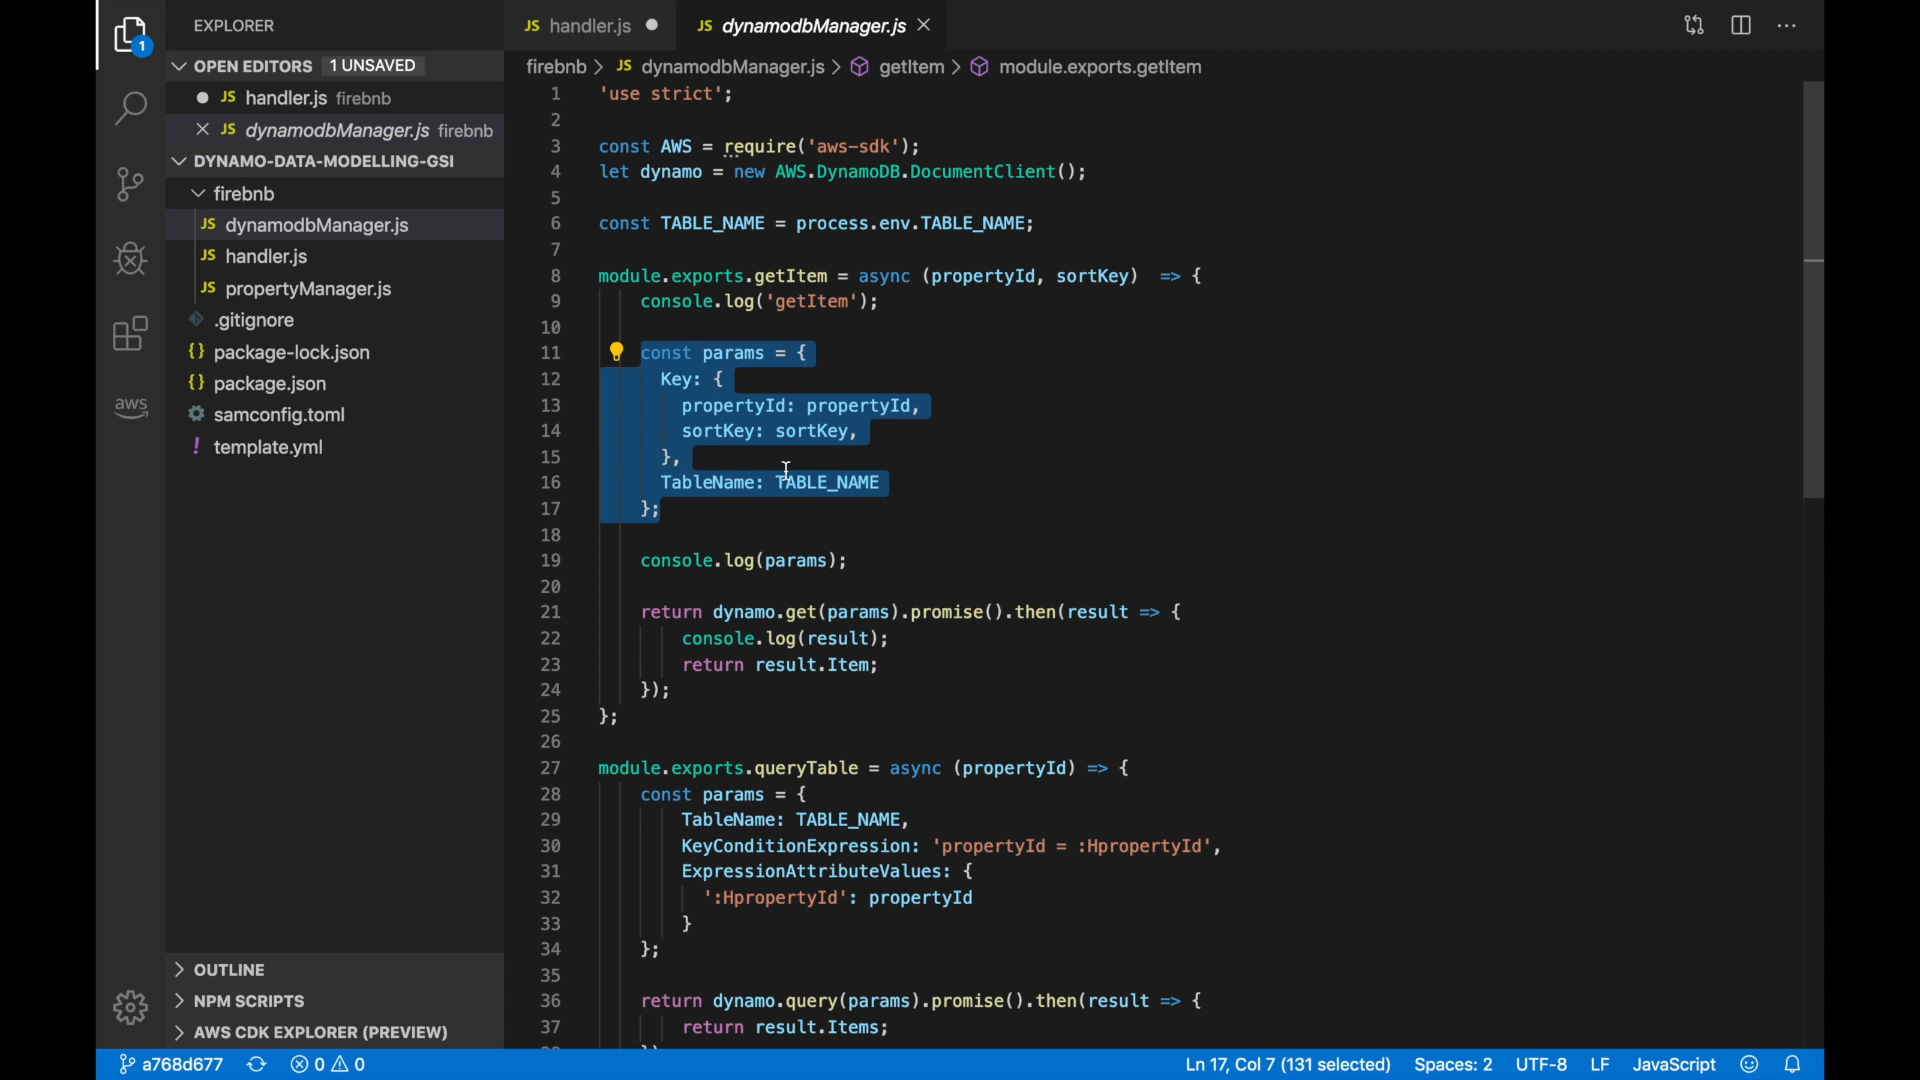 EXPLORER
JS handler.js
JS dynamodbManager.js
1
OPEN EDITORS 1 UNSAVED
JS handler.js firebnb
JS dynamodbManager.js firebnb
DYNAMO-DATA-MODELLING-GSI
firebnb
JS dynamodbManager.js
JS handler.js
JS propertyManager.js
.gitignore
{} package-lock.json
{} package.json
samconfig.toml
! template.yml
aws
OUTLINE
NPM SCRIPTS
AWS CDK EXPLORER (PREVIEW)
firebnb > JS dynamodbManager.js > getItem > module.exports.getItem
1 'use strict';
2
3 const AWS = require('aws-sdk');
4 let dynamo = new AWS.DynamoDB.DocumentClient();
5
6 const TABLE_NAME = process.env.TABLE_NAME;
7
8 module.exports.getItem = async (propertyId, sortKey) => {
9 console.log('getItem');
10
11 const params = {
12 Key: {
13 propertyId: propertyId,
14 sortKey: sortKey,
15 },
16 TableName: TABLE_NAME
17 };
18
19 console.log(params);
20
21 return dynamo.get(params).promise().then(result => {
22 console.log(result);
23 return result.Item;
24 });
25 };
26
27 module.exports.queryTable = async (propertyId) => {
28 const params = {
29 TableName: TABLE_NAME,
30 KeyConditionExpression: 'propertyId = :HpropertyId',
31 ExpressionAttributeValues: {
32 ':HpropertyId': propertyId
33 }
34 };
35
36 return dynamo.query(params).promise().then(result => {
37 return result.Items;
a768d677 0 0 Ln 17, Col 7 (131 selected) Spaces: 2 UTF-8 LF JavaScript